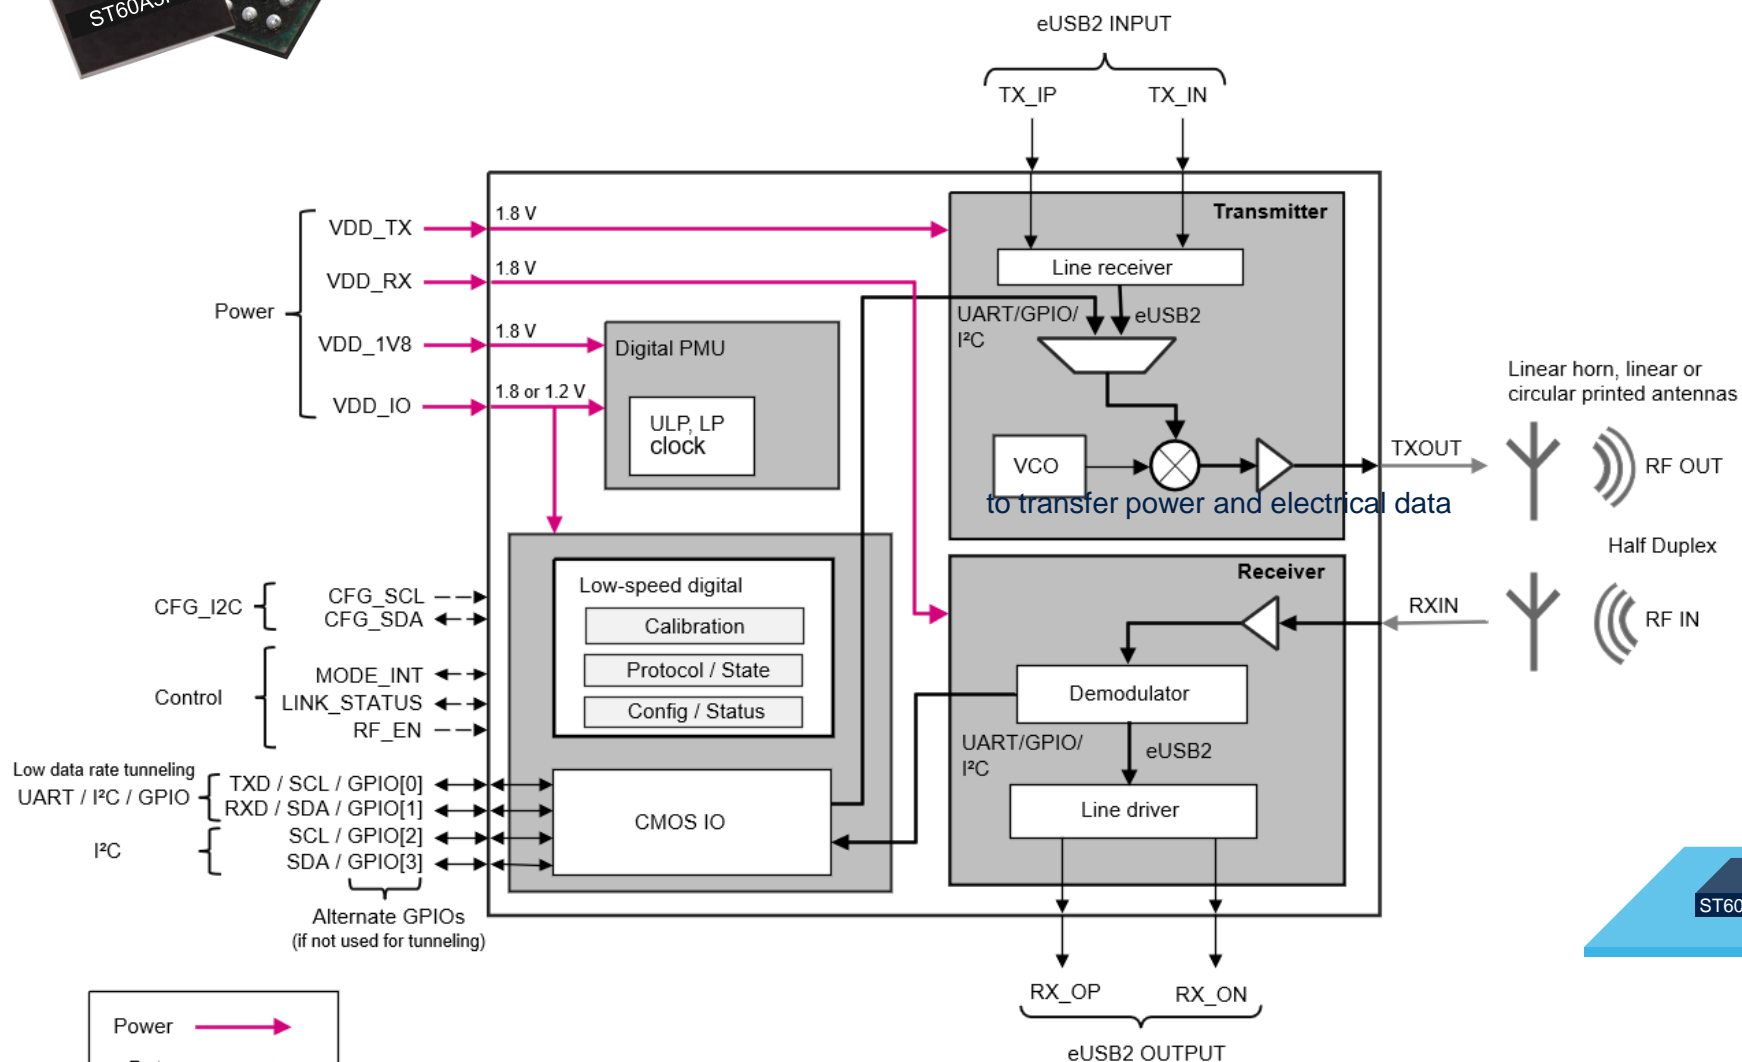 eUSB2 INPUT
TX_IP
TX_IN
Power
VDD_TX
1.8 V
VDD_RX
1.8 V
VDD_1V8
1.8 V
VDD_IO
1.8 or 1.2 V
Digital PMU
ULP, LP
clock
Transmitter
Line receiver
UART/GPIO/
I²C
eUSB2
VCO
to transfer power and electrical data
TXOUT
Linear horn, linear or
circular printed antennas
RF OUT
Half Duplex
RXIN
RF IN
CFG_I2C
CFG_SCL
CFG_SDA
Control
MODE_INT
LINK_STATUS
RF_EN
Low data rate tunneling
UART / I²C / GPIO
TXD / SCL / GPIO[0]
RXD / SDA / GPIO[1]
I²C
SCL / GPIO[2]
SDA / GPIO[3]
Alternate GPIOs
(if not used for tunneling)
Low-speed digital
Calibration
Protocol / State
Config / Status
CMOS IO
Receiver
Demodulator
UART/GPIO/
I²C
eUSB2
Line driver
RX_OP
RX_ON
eUSB2 OUTPUT
ST60
Power